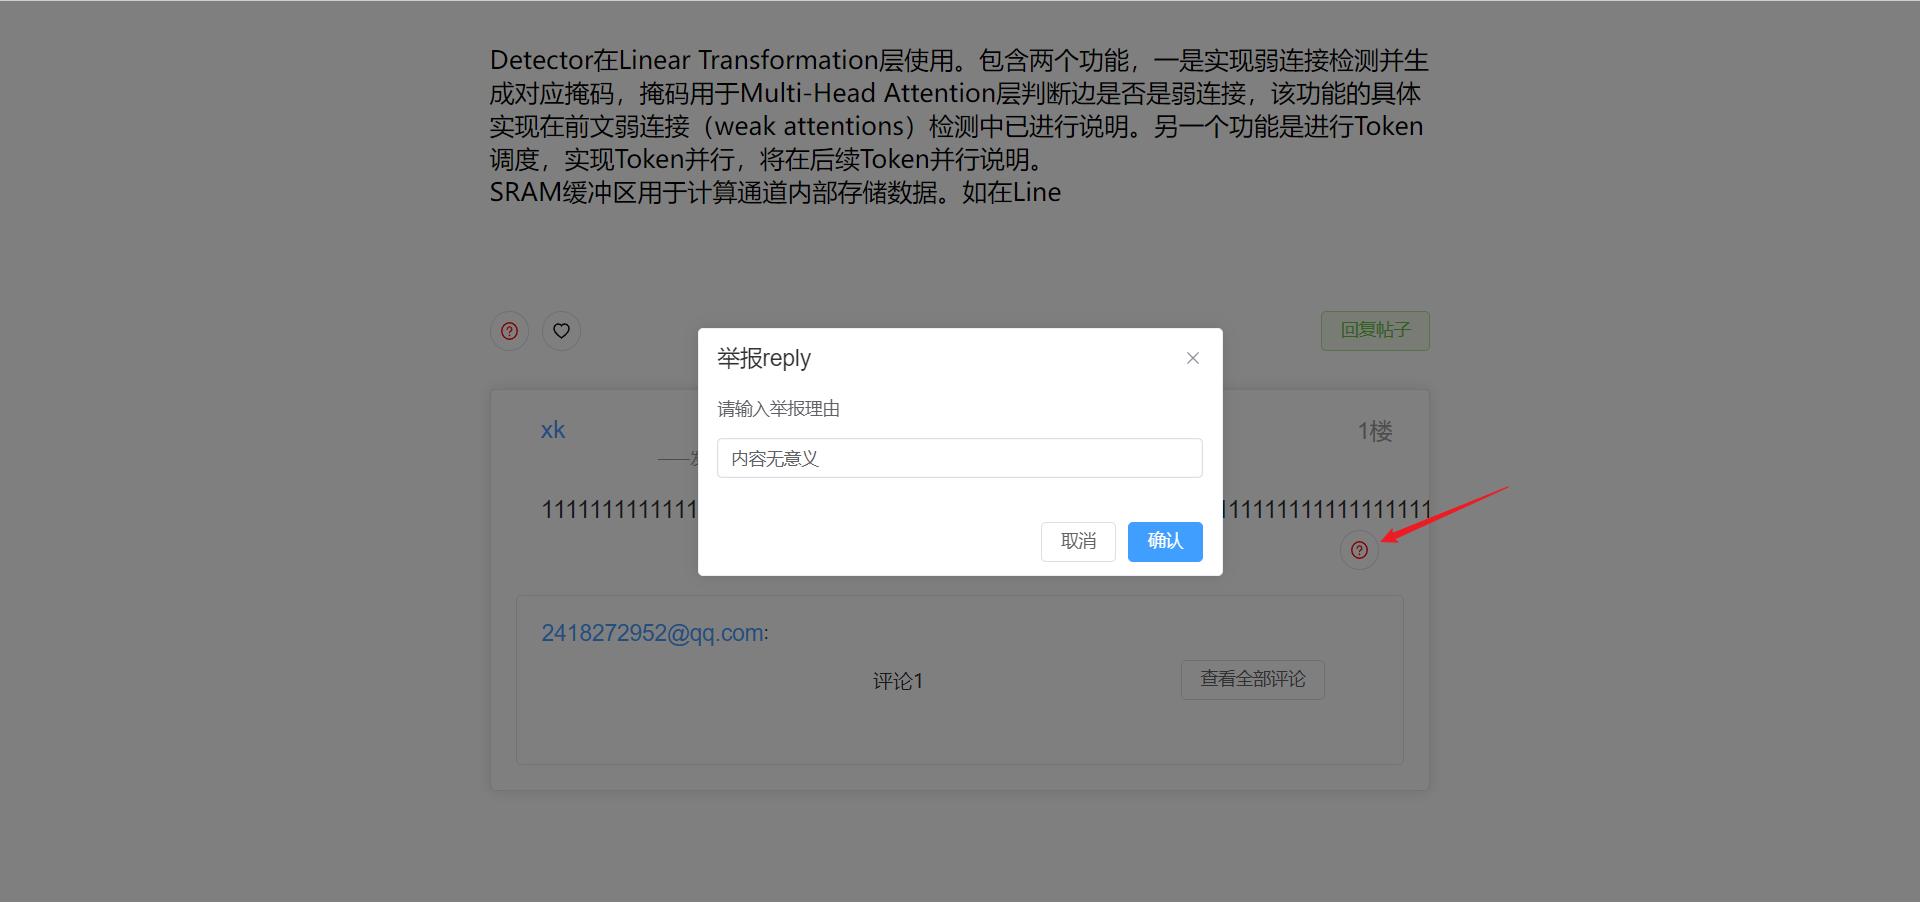 Detector在Linear Transformation层使用。包含两个功能，一是实现弱连接检测并生
成对应掩码，掩码用于Multi-Head Attention层判断边是否是弱连接，该功能的具体
实现在前文弱连接（weak attentions）检测中已进行说明。另一个功能是进行Token
调度，实现Token并行，将在后续Token并行说明。
SRAM缓冲区用于计算通道内部存储数据。如在Line
回复帖子
举报reply
请输入举报理由
内容无意义
取消
确认
xk
1楼
2418272952@qq.com:
评论1
查看全部评论